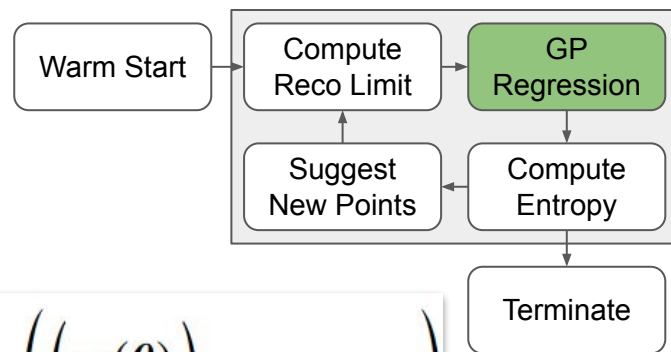 Warm Start
Compute
Reco Limit
GP
Regression
Suggest
New Points
Compute
Entropy
Terminate